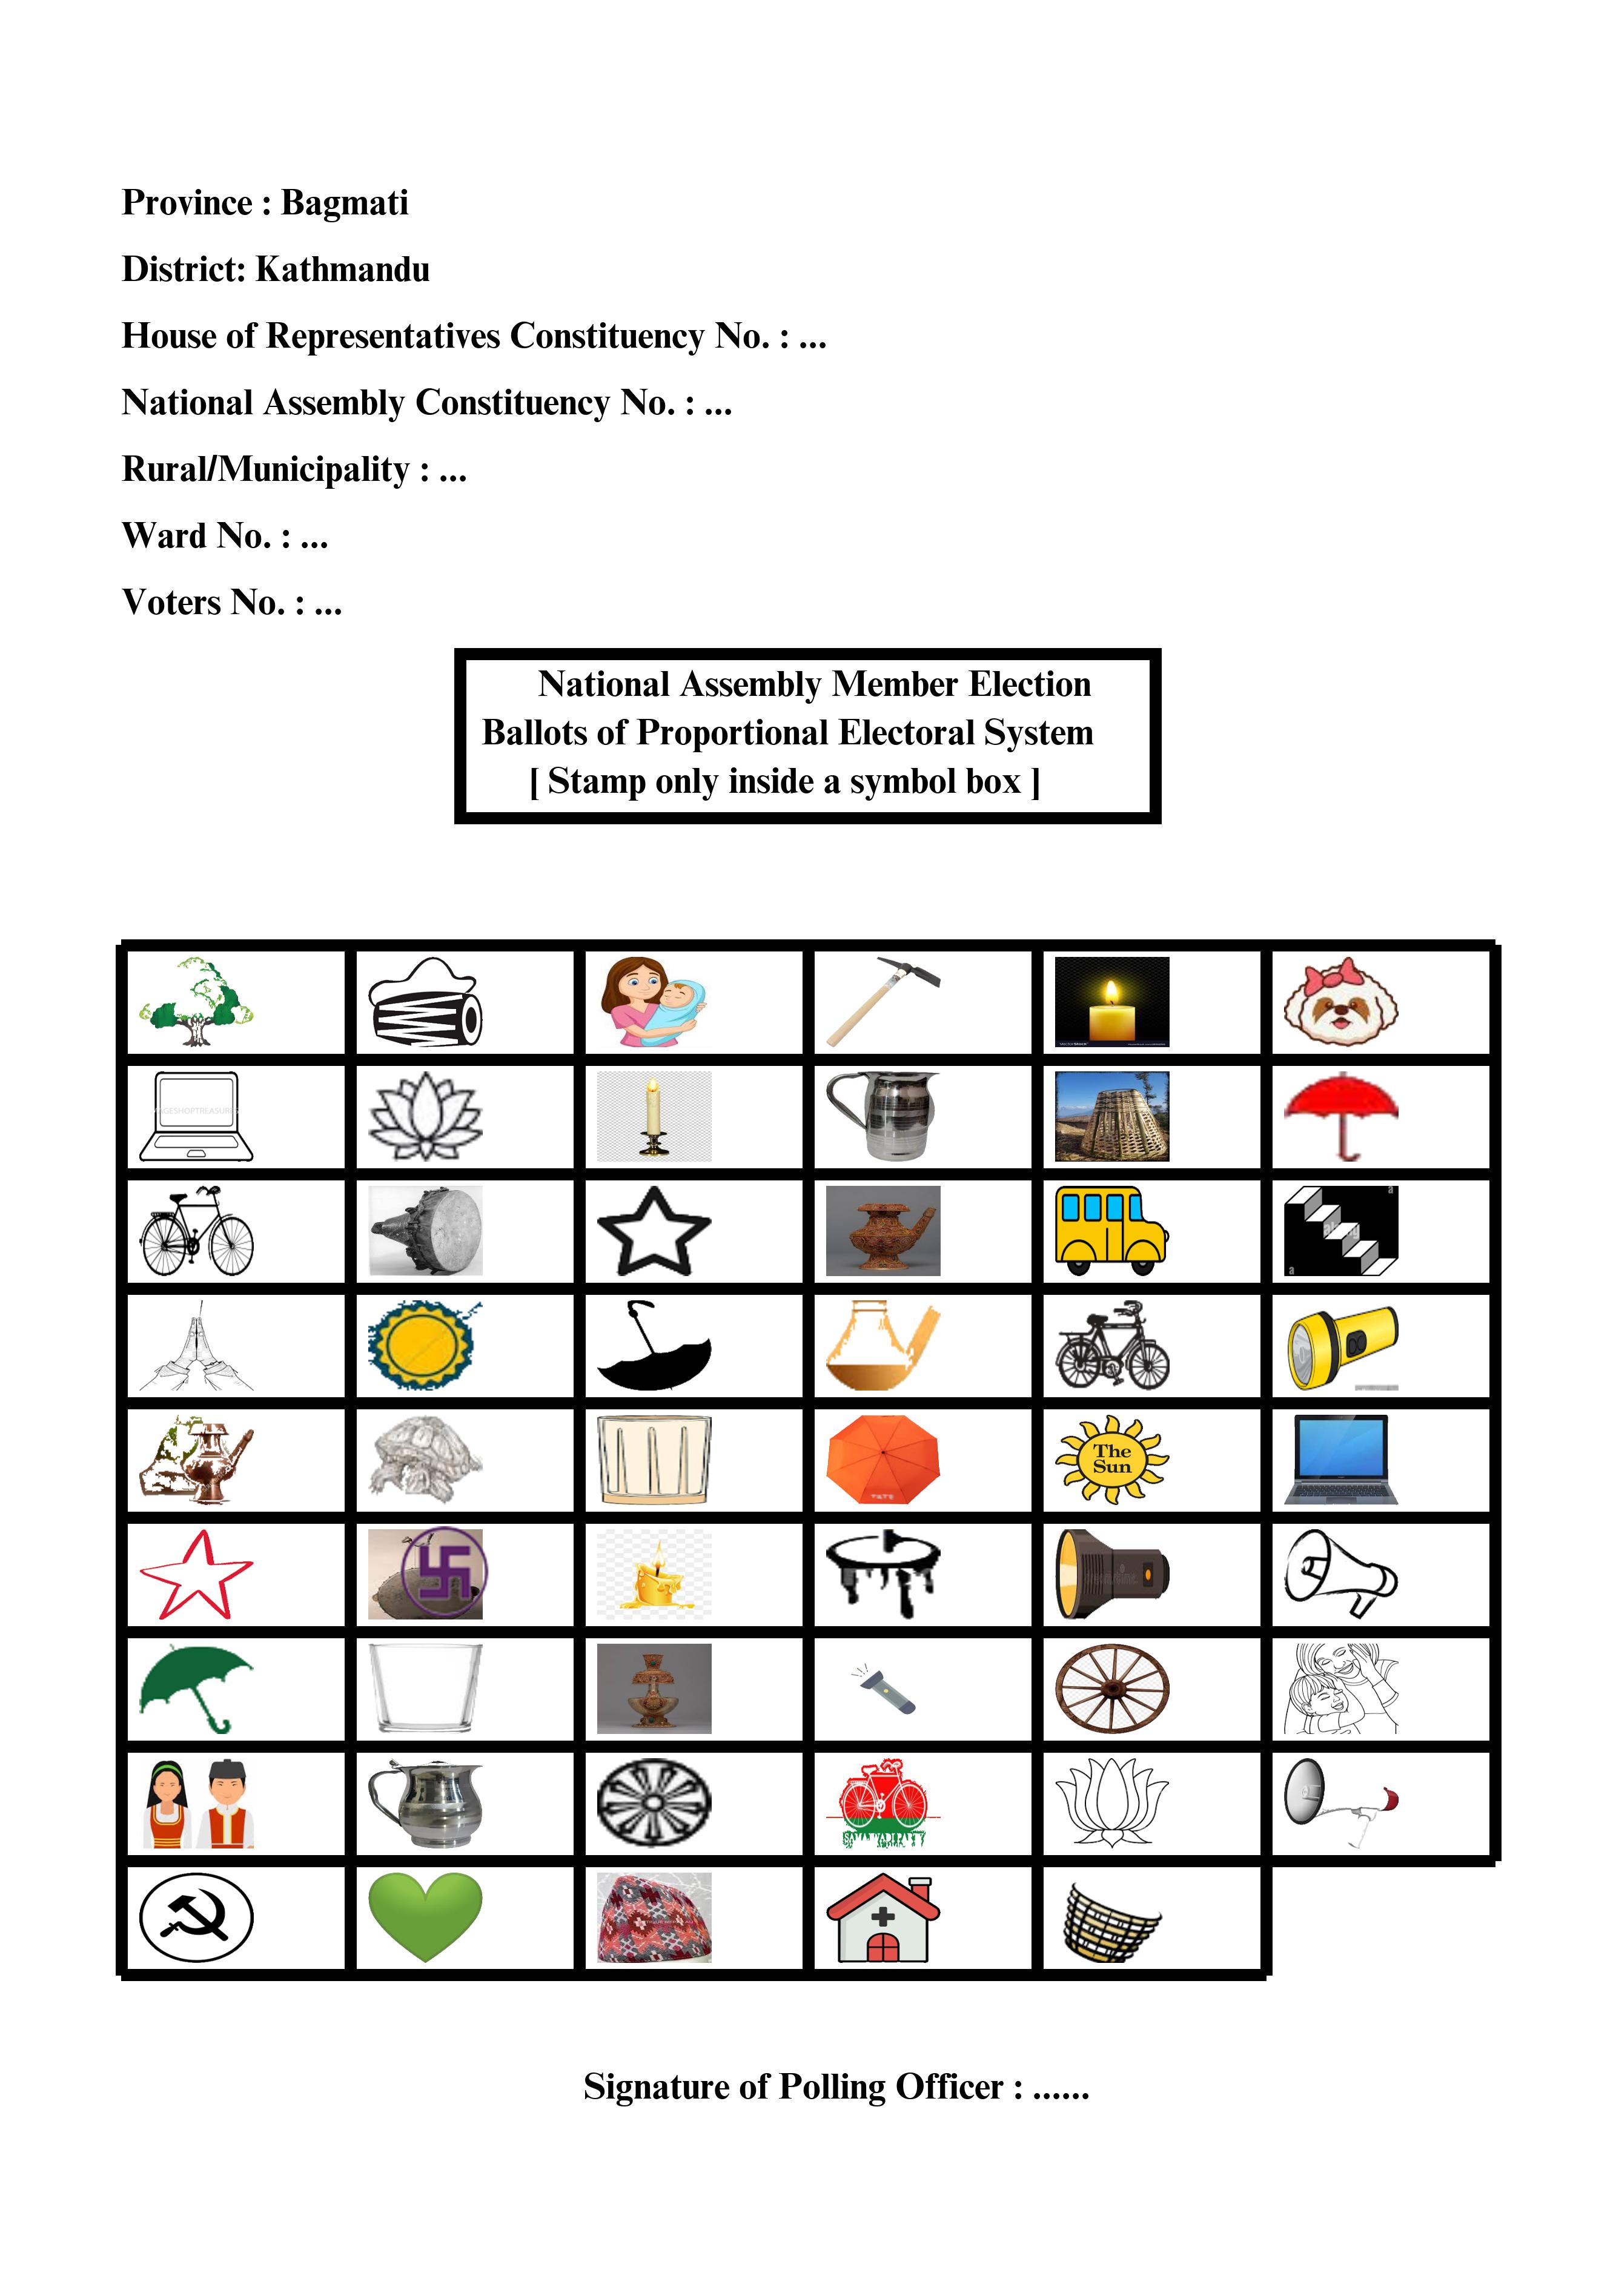 Province : Bagmati
District: Kathmandu
House of Representatives Constituency No. : ...
National Assembly Constituency No. : ...
Rural/Municipality : ...
Ward No. : ...
Voters No. : ...
National Assembly Member Election
Ballots of Proportional Electoral System
[ Stamp only inside a symbol box ]
The
Sun
Signature of Polling Officer : ......